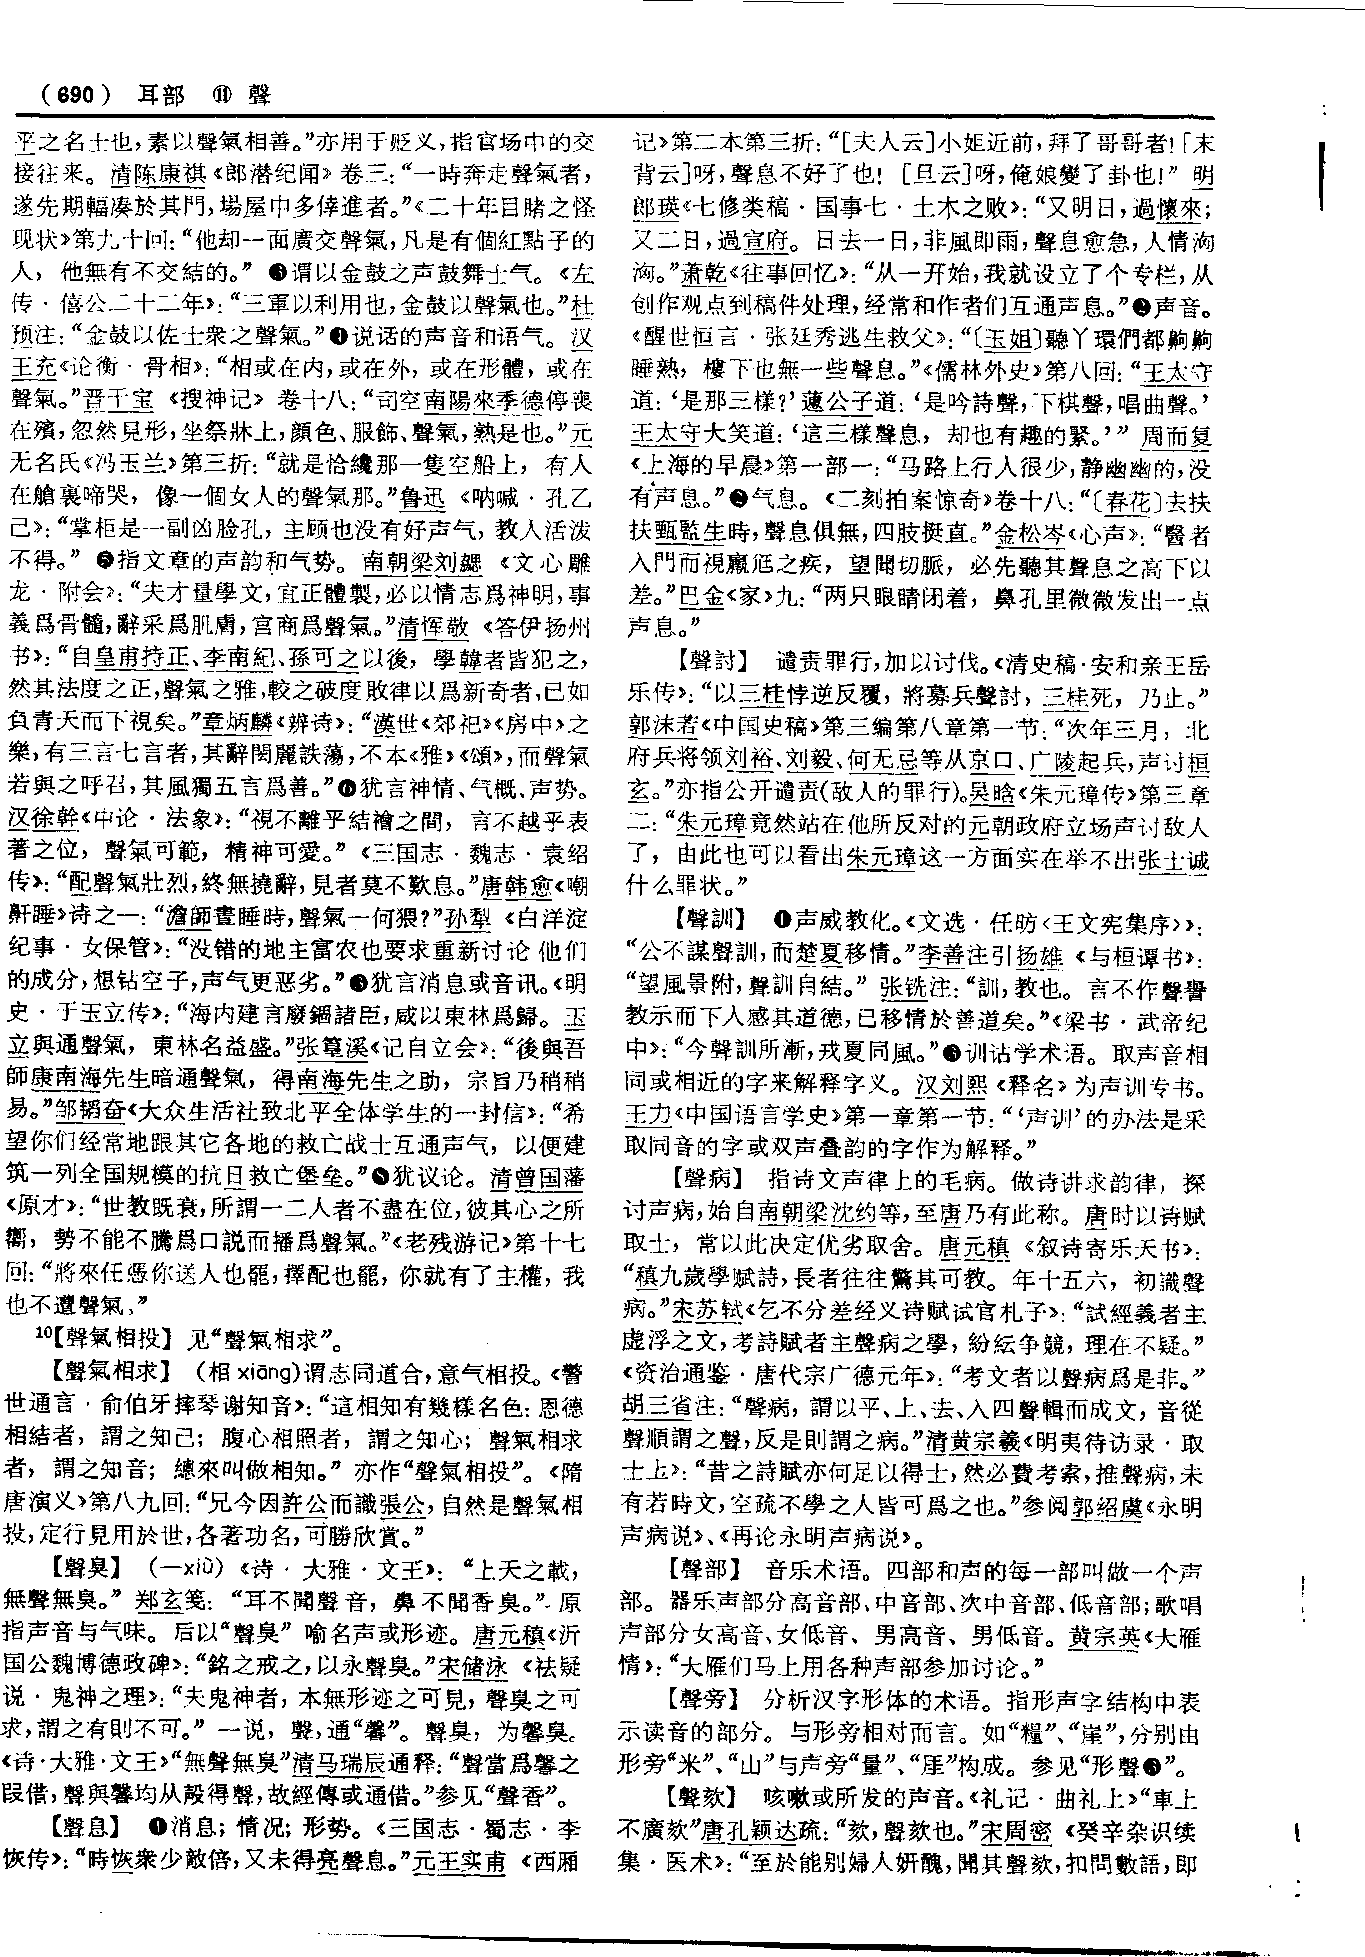 (690) 耳部 ⑪ 聲
平之名士也，素以聲氣相善。”亦用于贬义，指官场中的交
接往来。清陈康祺《郎潜纪闻》卷三：“一時奔走聲氣者，
遂先期輻凑於其門，場屋中多倖進者。”《二十年目睹之怪
现状》第九十回：“他却一面廣交聲氣，凡是有個紅點子的
人，他無有不交結的。”❸谓以金鼓之声鼓舞士气。《左
传·僖公二十二年》：“三軍以利用也，金鼓以聲氣也。”杜
预注：“金鼓以佐士衆之聲氣。”❹说话的声音和语气。汉
王充《论衡·骨相》：“相或在内，或在外，或在形體，或在
聲氣。”晋干宝《搜神记》卷十八：“司空南陽來季德停喪
在殯，忽然見形，坐祭牀上，顔色、服飾、聲氣，熟是也。”元
无名氏《冯玉兰》第三折：“就是恰纔那一隻空船上，有人
在艙裏啼哭，像一個女人的聲氣那。”鲁迅《呐喊·孔乙
己》：“掌柜是一副凶脸孔，主顾也没有好声气，教人活泼
不得。”❺指文章的声韵和气势。南朝梁刘勰《文心雕
龙·附会》：“夫才量學文，宜正體製，必以情志爲神明，事
義爲骨髓，辭采爲肌膚，宫商爲聲氣。”清恽敬《答伊扬州
书》：“自皇甫持正、李南紀、孫可之以後，學韓者皆犯之，
然其法度之正，聲氣之雅，較之破度敗律以爲新奇者，已如
負青天而下視矣。”章炳麟《辨诗》：“漢世《郊祀》《房中》之
樂，有三言七言者，其辭閎麗詄蕩，不本《雅》《頌》，而聲氣
若與之呼召，其風獨五言爲善。”❻犹言神情、气概、声势。
汉徐幹《中论·法象》：“視不離乎結襘之間，言不越乎表
著之位，聲氣可範，精神可愛。”《三国志·魏志·袁绍
传》：“配聲氣壯烈，終無撓辭，見者莫不歎息。”唐韩愈《嘲
鼾睡》诗之一：“澹師晝睡時，聲氣一何猥？”孙犁《白洋淀
纪事·女保管》：“没错的地主富农也要求重新讨论他们
的成分，想钻空子，声气更恶劣。”❼犹言消息或音讯。《明
史·于玉立传》：“海内建言廢錮諸臣，咸以東林爲歸。玉
立與通聲氣，東林名益盛。”张篁溪《记自立会》：“後與吾
師康南海先生暗通聲氣，得南海先生之助，宗旨乃稍稍
易。”邹韬奋《大众生活社致北平全体学生的一封信》：“希
望你们经常地跟其它各地的救亡战士互通声气，以便建
筑一列全国规模的抗日救亡堡垒。”❽犹议论。清曾国藩
《原才》：“世教既衰，所謂一二人者不盡在位，彼其心之所
嚮，勢不能不騰爲口説而播爲聲氣。”《老残游记》第十七
回：“將來任憑你送人也罷，擇配也罷，你就有了主權，我
也不遭聲氣。”
10【聲氣相投】 见“聲氣相求”。
【聲氣相求】 （相 xiāng）谓志同道合，意气相投。《警
世通言·俞伯牙摔琴谢知音》：“這相知有幾樣名色：恩德
相結者，謂之知己；腹心相照者，謂之知心；聲氣相求
者，謂之知音；總來叫做相知。”亦作“聲氣相投”。《隋
唐演义》第八九回：“兄今因許公而識張公，自然是聲氣相
投，定行見用於世，各著功名，可勝欣賞。”
【聲臭】 （—xiù）《诗·大雅·文王》：“上天之載，
無聲無臭。”郑玄笺：“耳不聞聲音，鼻不聞香臭。”原
指声音与气味。后以“聲臭”喻名声或形迹。唐元稹《沂
国公魏博德政碑》：“銘之戒之，以永聲臭。”宋储泳《祛疑
说·鬼神之理》：“夫鬼神者，本無形迹之可見，聲臭之可
求，謂之有則不可。”一说，聲，通“馨”。聲臭，为馨臭。
《诗·大雅·文王》“無聲無臭”清马瑞辰通释：“聲當爲馨之
叚借，聲與馨均从殸得聲，故經傳或通借。”参见“聲香”。
【聲息】 ❶消息；情况；形势。《三国志·蜀志·李
恢传》：“時恢衆少敵倍，又未得亮聲息。”元王实甫《西厢
记》第二本第三折：“[夫人云]小姐近前，拜了哥哥者！[末
背云]呀，聲息不好了也！[旦云]呀，俺娘變了卦也！”明
郎瑛《七修类稿·国事七·土木之败》：“又明日，過懷來；
又二日，過宣府。日去一日，非風即雨，聲息愈急，人情洶
洶。”萧乾《往事回忆》：“从一开始，我就设立了个专栏，从
创作观点到稿件处理，经常和作者们互通声息。”❷声音。
《醒世恒言·张廷秀逃生救父》：“〔玉姐〕聽丫環們都齁齁
睡熟，樓下也無一些聲息。”《儒林外史》第八回：“王太守
道：‘是那三樣？’蘧公子道：‘是吟詩聲，下棋聲，唱曲聲。’
王太守大笑道：‘這三樣聲息，却也有趣的緊。’”周而复
《上海的早晨》第一部一：“马路上行人很少，静幽幽的，没
有声息。”❸气息。《二刻拍案惊奇》卷十八：“〔春花〕去扶
扶甄監生時，聲息俱無，四肢挺直。”金松岑《心声》：“醫者
入門而視羸尫之疾，望聞切脈，必先聽其聲息之高下以
差。”巴金《家》九：“两只眼睛闭着，鼻孔里微微发出一点
声息。”
【聲討】 谴责罪行，加以讨伐。《清史稿·安和亲王岳
乐传》：“以三桂悖逆反覆，將募兵聲討，三桂死，乃止。”
郭沫若《中国史稿》第三编第八章第一节：“次年三月，北
府兵将领刘裕、刘毅、何无忌等从京口、广陵起兵，声讨桓
玄。”亦指公开谴责（敌人的罪行）。吴晗《朱元璋传》第三章
二：“朱元璋竟然站在他所反对的元朝政府立场声讨敌人
了，由此也可以看出朱元璋这一方面实在举不出张士诚
什么罪状。”
【聲訓】 ❶声威教化。《文选·任昉〈王文宪集序〉》：
“公不謀聲訓，而楚夏移情。”李善注引扬雄《与桓谭书》：
“望風景附，聲訓自結。”张铣注：“訓，教也。言不作聲譽
教示而下人感其道德，已移情於善道矣。”《梁书·武帝纪
中》：“今聲訓所漸，戎夏同風。”❷训诂学术语。取声音相
同或相近的字来解释字义。汉刘熙《释名》为声训专书。
王力《中国语言学史》第一章第一节：“‘声训’的办法是采
取同音的字或双声叠韵的字作为解释。”
【聲病】 指诗文声律上的毛病。做诗讲求韵律，探
讨声病，始自南朝梁沈约等，至唐乃有此称。唐时以诗赋
取士，常以此决定优劣取舍。唐元稹《叙诗寄乐天书》：
“稹九歲學賦詩，長者往往驚其可教。年十五六，初識聲
病。”宋苏轼《乞不分差经义诗赋试官札子》：“試經義者主
虚浮之文，考詩賦者主聲病之學，紛紜争競，理在不疑。”
《资治通鉴·唐代宗广德元年》：“考文者以聲病爲是非。”
胡三省注：“聲病，謂以平、上、去、入四聲輯而成文，音從
聲順謂之聲，反是則謂之病。”清黄宗羲《明夷待访录·取
士上》：“昔之詩賦亦何足以得士，然必費考索，推聲病，未
有若時文，空疏不學之人皆可爲之也。”参阅郭绍虞《永明
声病说》、《再论永明声病说》。
【聲部】 音乐术语。四部和声的每一部叫做一个声
部。器乐声部分高音部、中音部、次中音部、低音部；歌唱
声部分女高音、女低音、男高音、男低音。黄宗英《大雁
情》：“大雁们马上用各种声部参加讨论。”
【聲旁】 分析汉字形体的术语。指形声字结构中表
示读音的部分。与形旁相对而言。如“糧”、“崖”，分别由
形旁“米”、“山”与声旁“量”、“厓”构成。参见“形聲❸”。
【聲欬】 咳嗽或所发的声音。《礼记·曲礼上》“車上
不廣欬”唐孔颖达疏：“欬，聲欬也。”宋周密《癸辛杂识续
集·医术》：“至於能别婦人妍醜，聞其聲欬，扣問數語，即